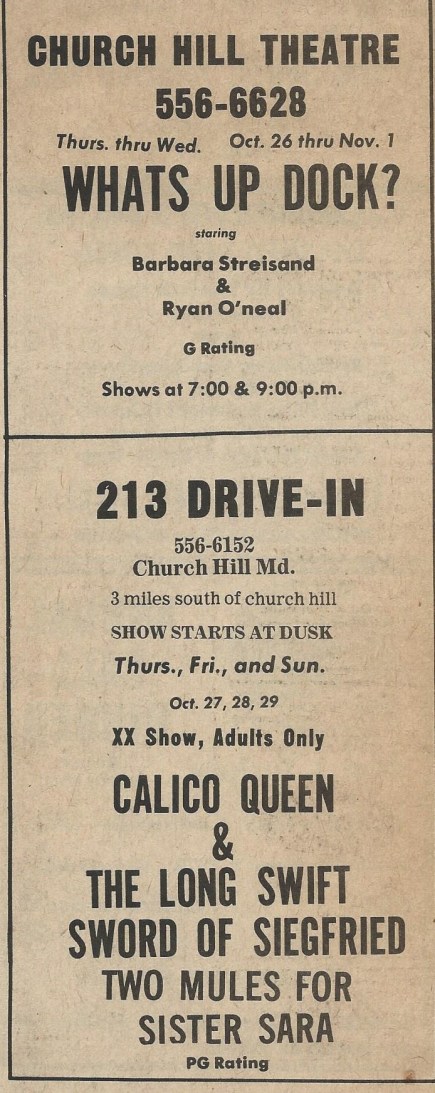 CHURCH HILL THEATRE
556-6628
Thurs. thru Wed. Oct. 26 thru Nov. 1
WHATS UP DOCK?
staring
Barbara Streisand
&
Ryan O'neal
G Rating
Shows at 7:00 & 9:00 p.m.
213 DRIVE-IN
556-6152
Church Hill Md.
3 miles south of church hill
SHOW STARTS AT DUSK
Thurs., Fri., and Sun.
Oct. 27, 28, 29
XX Show, Adults Only
CALICO QUEEN
&
THE LONG SWIFT
SWORD OF SIEGFRIED
TWO MULES FOR
SISTER SARA
PG Rating